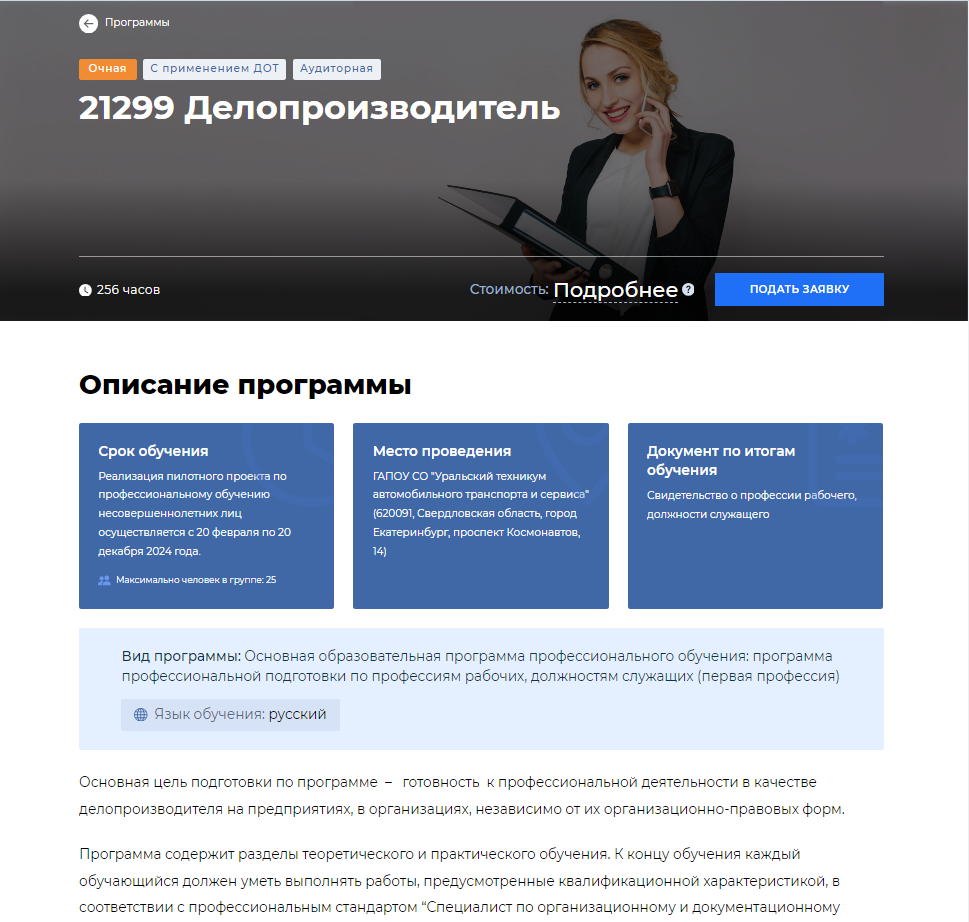 Программы
Очная
С применением ДОТ
Аудиторная
21299 Делопроизводитель
256 часов
Стоимость: Подробнее ?
ПОДАТЬ ЗАЯВКУ
Описание программы
Срок обучения
Реализация пилотного проекта по
профессиональному обучению
несовершеннолетних лиц
осуществляется с 20 февраля по 20
декабря 2024 года.
Максимально человек в группе: 25
Место проведения
ГАПОУ СО "Уральский техникум
автомобильного транспорта и сервиса"
(620091, Свердловская область, город
Екатеринбург, проспект Космонавтов,
14)
Документ по итогам
обучения
Свидетельство о профессии рабочего,
должности служащего
Вид программы: Основная образовательная программа профессионального обучения: программа
профессиональной подготовки по профессиям рабочих, должностям служащих (первая профессия)
Язык обучения: русский
Основная цель подготовки по программе – готовность к профессиональной деятельности в качестве
делопроизводителя на предприятиях, в организациях, независимо от их организационно-правовых форм.
Программа содержит разделы теоретического и практического обучения. К концу обучения каждый
обучающийся должен уметь выполнять работы, предусмотренные квалификационной характеристикой, в
соответствии с профессиональным стандартом “Специалист по организационному и документационному